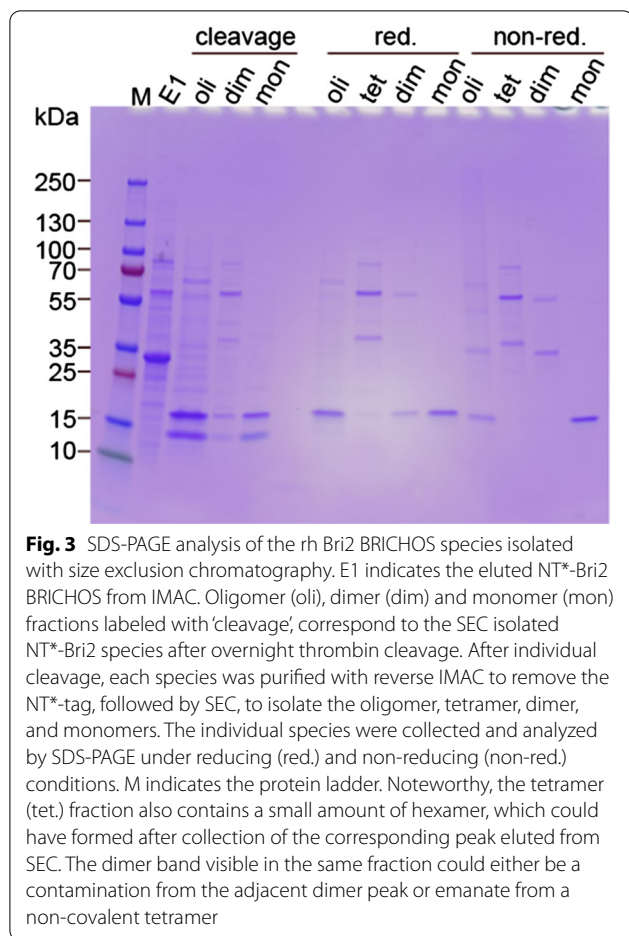 cleavage red. non-red.
M E1 oli dim mon oli tet dim mon oli tet dim mon
kDa
250
130
100
70
55
35
25
15
10
Fig. 3 SDS-PAGE analysis of the rh Bri2 BRICHOS species isolated
with size exclusion chromatography. E1 indicates the eluted NT*-Bri2
BRICHOS from IMAC. Oligomer (oli), dimer (dim) and monomer (mon)
fractions labeled with ‘cleavage’, correspond to the SEC isolated
NT*-Bri2 species after overnight thrombin cleavage. After individual
cleavage, each species was purified with reverse IMAC to remove the
NT*-tag, followed by SEC, to isolate the oligomer, tetramer, dimer,
and monomers. The individual species were collected and analyzed
by SDS-PAGE under reducing (red.) and non-reducing (non-red.)
conditions. M indicates the protein ladder. Noteworthy, the tetramer
(tet.) fraction also contains a small amount of hexamer, which could
have formed after collection of the corresponding peak eluted from
SEC. The dimer band visible in the same fraction could either be a
contamination from the adjacent dimer peak or emanate from a
non-covalent tetramer